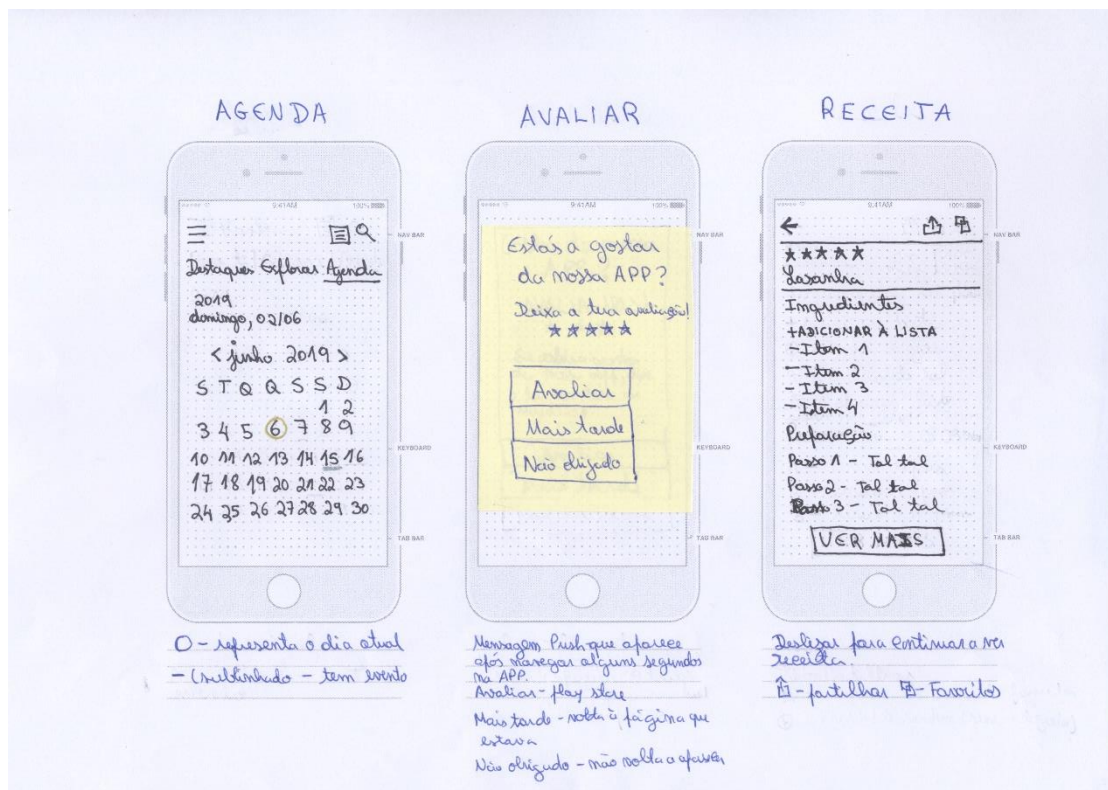 AGENDA
9:41 AM
100%
NAV BAR
Destaques Explorar Agenda
2019
domingo, 02/06
< junho 2019 >
S T Q Q S S D
1 2
3 4 5 6 7 8 9
10 11 12 13 14 15 16
17 18 19 20 21 22 23
24 25 26 27 28 29 30
KEYBOARD
TAB BAR
O - representa o dia atual
- (sublinhado - tem evento
AVALIAR
9:41 AM
100%
NAV BAR
Estás a gostar
da nossa APP?
Deixa a tua avaliação!
★★★★★
Avaliar
Mais tarde
Não obrigado
KEYBOARD
TAB BAR
Mensagem Push que aparece
após navegar alguns segundos
na APP.
Avaliar - play store
Mais tarde - volta à página que
estava
Não obrigado - não volta a aparecer
RECEITA
9:41 AM
100%
NAV BAR
★★★★★
Lasanha
Ingredientes
+ADICIONAR À LISTA
- Item 1
- Item 2
- Item 3
- Item 4
Preparação
Passo 1 - Tal tal
Passo 2 - Tal tal
Passo 3 - Tal tal
VER MAIS
KEYBOARD
TAB BAR
Deslizar para continuar a ver
receita.
- partilhar - Favoritos